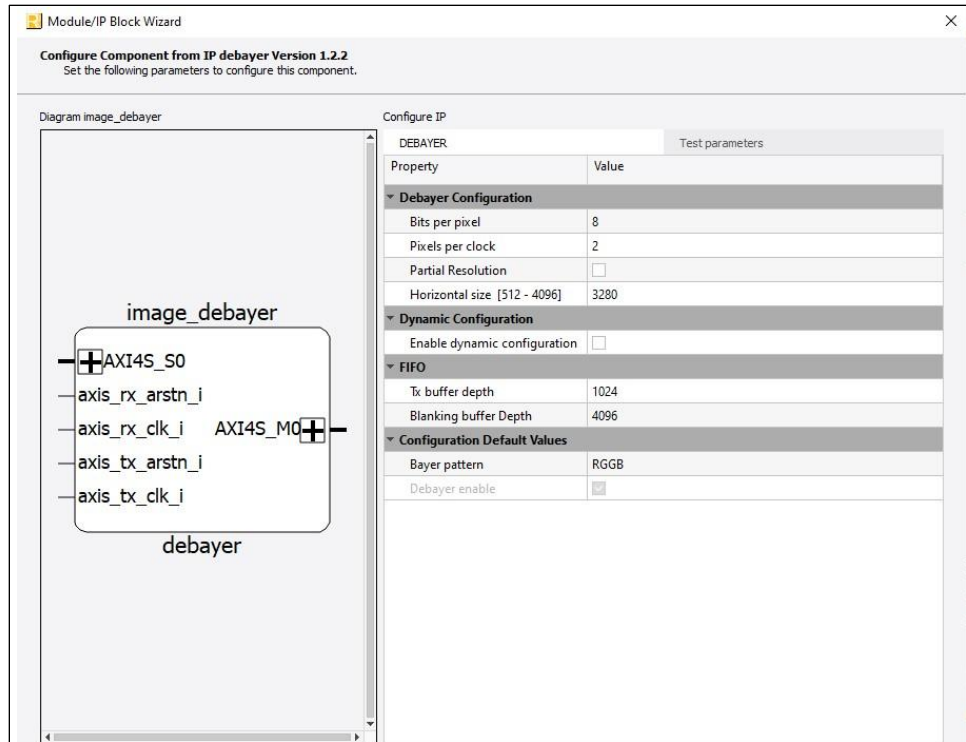 Module/IP Block Wizard
Configure Component from IP debayer Version 1.2.2
Set the following parameters to configure this component.
Diagram image_debayer
Configure IP
DEBAYER Test parameters
Property Value
Debayer Configuration
Bits per pixel 8
Pixels per clock 2
Partial Resolution
Horizontal size [512 - 4096] 3280
Dynamic Configuration
Enable dynamic configuration
FIFO
Tx buffer depth 1024
Blanking buffer Depth 4096
Configuration Default Values
Bayer pattern RGGB
Debayer enable
image_debayer
AXI4S_S0
axis_rx_arstn_i
axis_rx_clk_i AXI4S_M0
axis_tx_arstn_i
axis_tx_clk_i
debayer